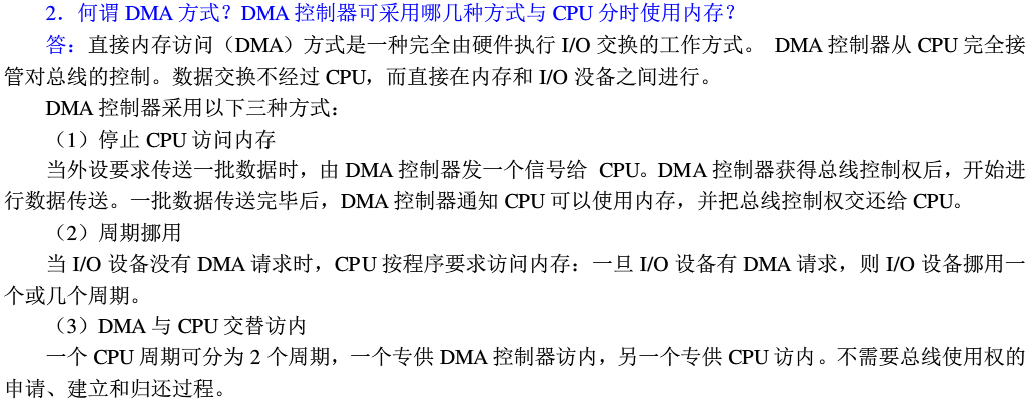 2．何谓 DMA 方式？DMA 控制器可采用哪几种方式与 CPU 分时使用内存？
答：直接内存访问（DMA）方式是一种完全由硬件执行 I/O 交换的工作方式。 DMA 控制器从 CPU 完全接
管对总线的控制。数据交换不经过 CPU，而直接在内存和 I/O 设备之间进行。
DMA 控制器采用以下三种方式：
（1）停止 CPU 访问内存
当外设要求传送一批数据时，由 DMA 控制器发一个信号给 CPU。DMA 控制器获得总线控制权后，开始进
行数据传送。一批数据传送完毕后，DMA 控制器通知 CPU 可以使用内存，并把总线控制权交还给 CPU。
（2）周期挪用
当 I/O 设备没有 DMA 请求时，CPU 按程序要求访问内存：一旦 I/O 设备有 DMA 请求，则 I/O 设备挪用一
个或几个周期。
（3）DMA 与 CPU 交替访内
一个 CPU 周期可分为 2 个周期，一个专供 DMA 控制器访内，另一个专供 CPU 访内。不需要总线使用权的
申请、建立和归还过程。